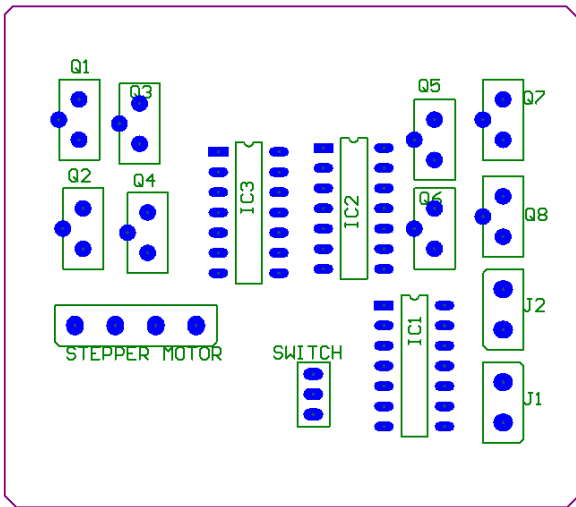 Q1
Q3
Q5
Q7
Q2
Q4
IC3
IC2
Q6
Q8
J2
IC1
STEPPER MOTOR
SWITCH
J1